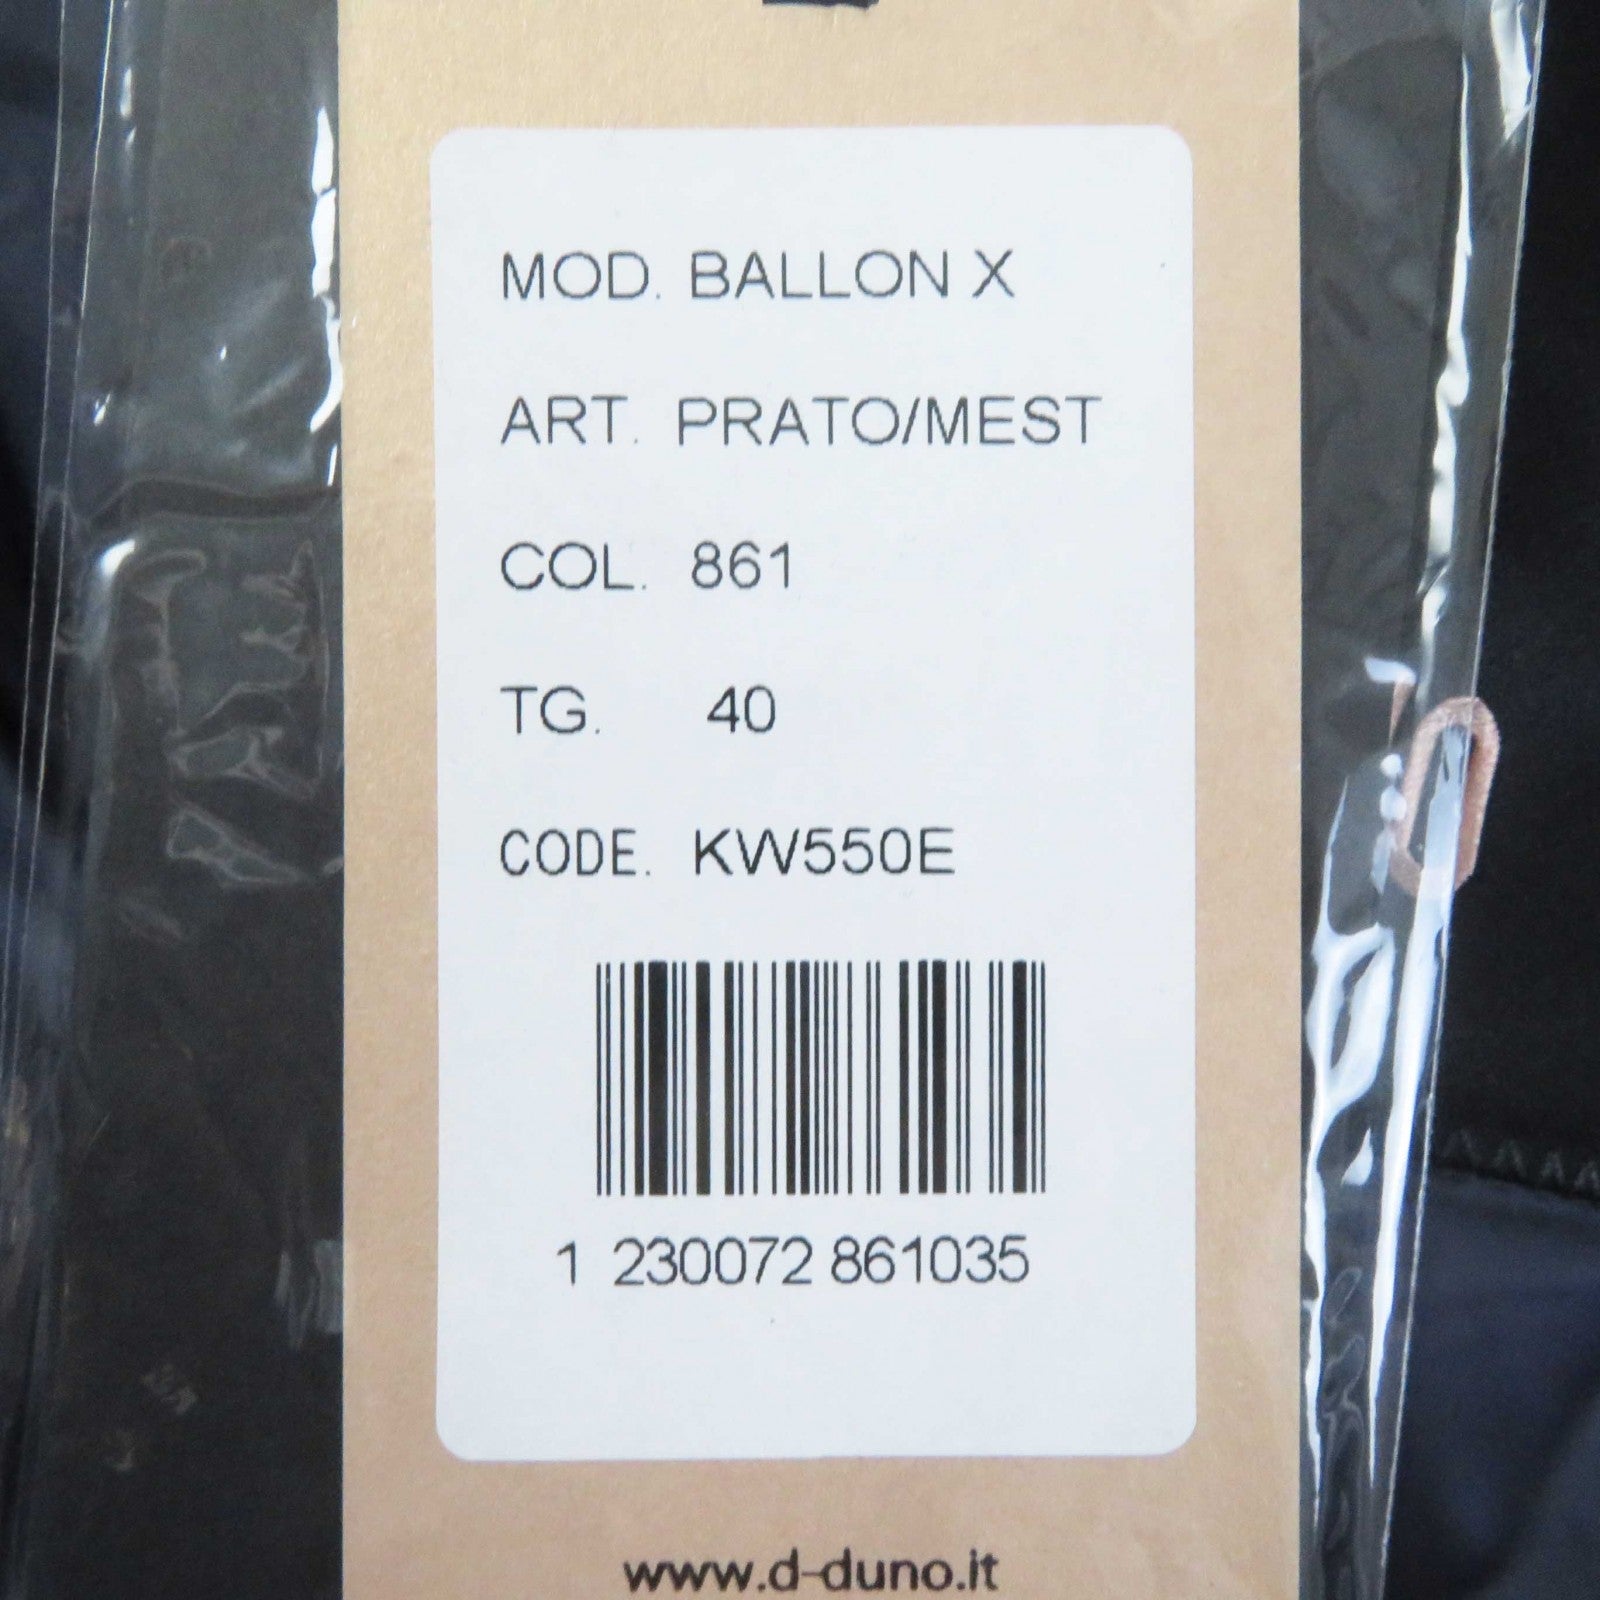 MOD. BALLON X
ART. PRATO/MEST
COL. 861
TG. 40
CODE. KW550E
1 230072 861035
www.d-duno.it